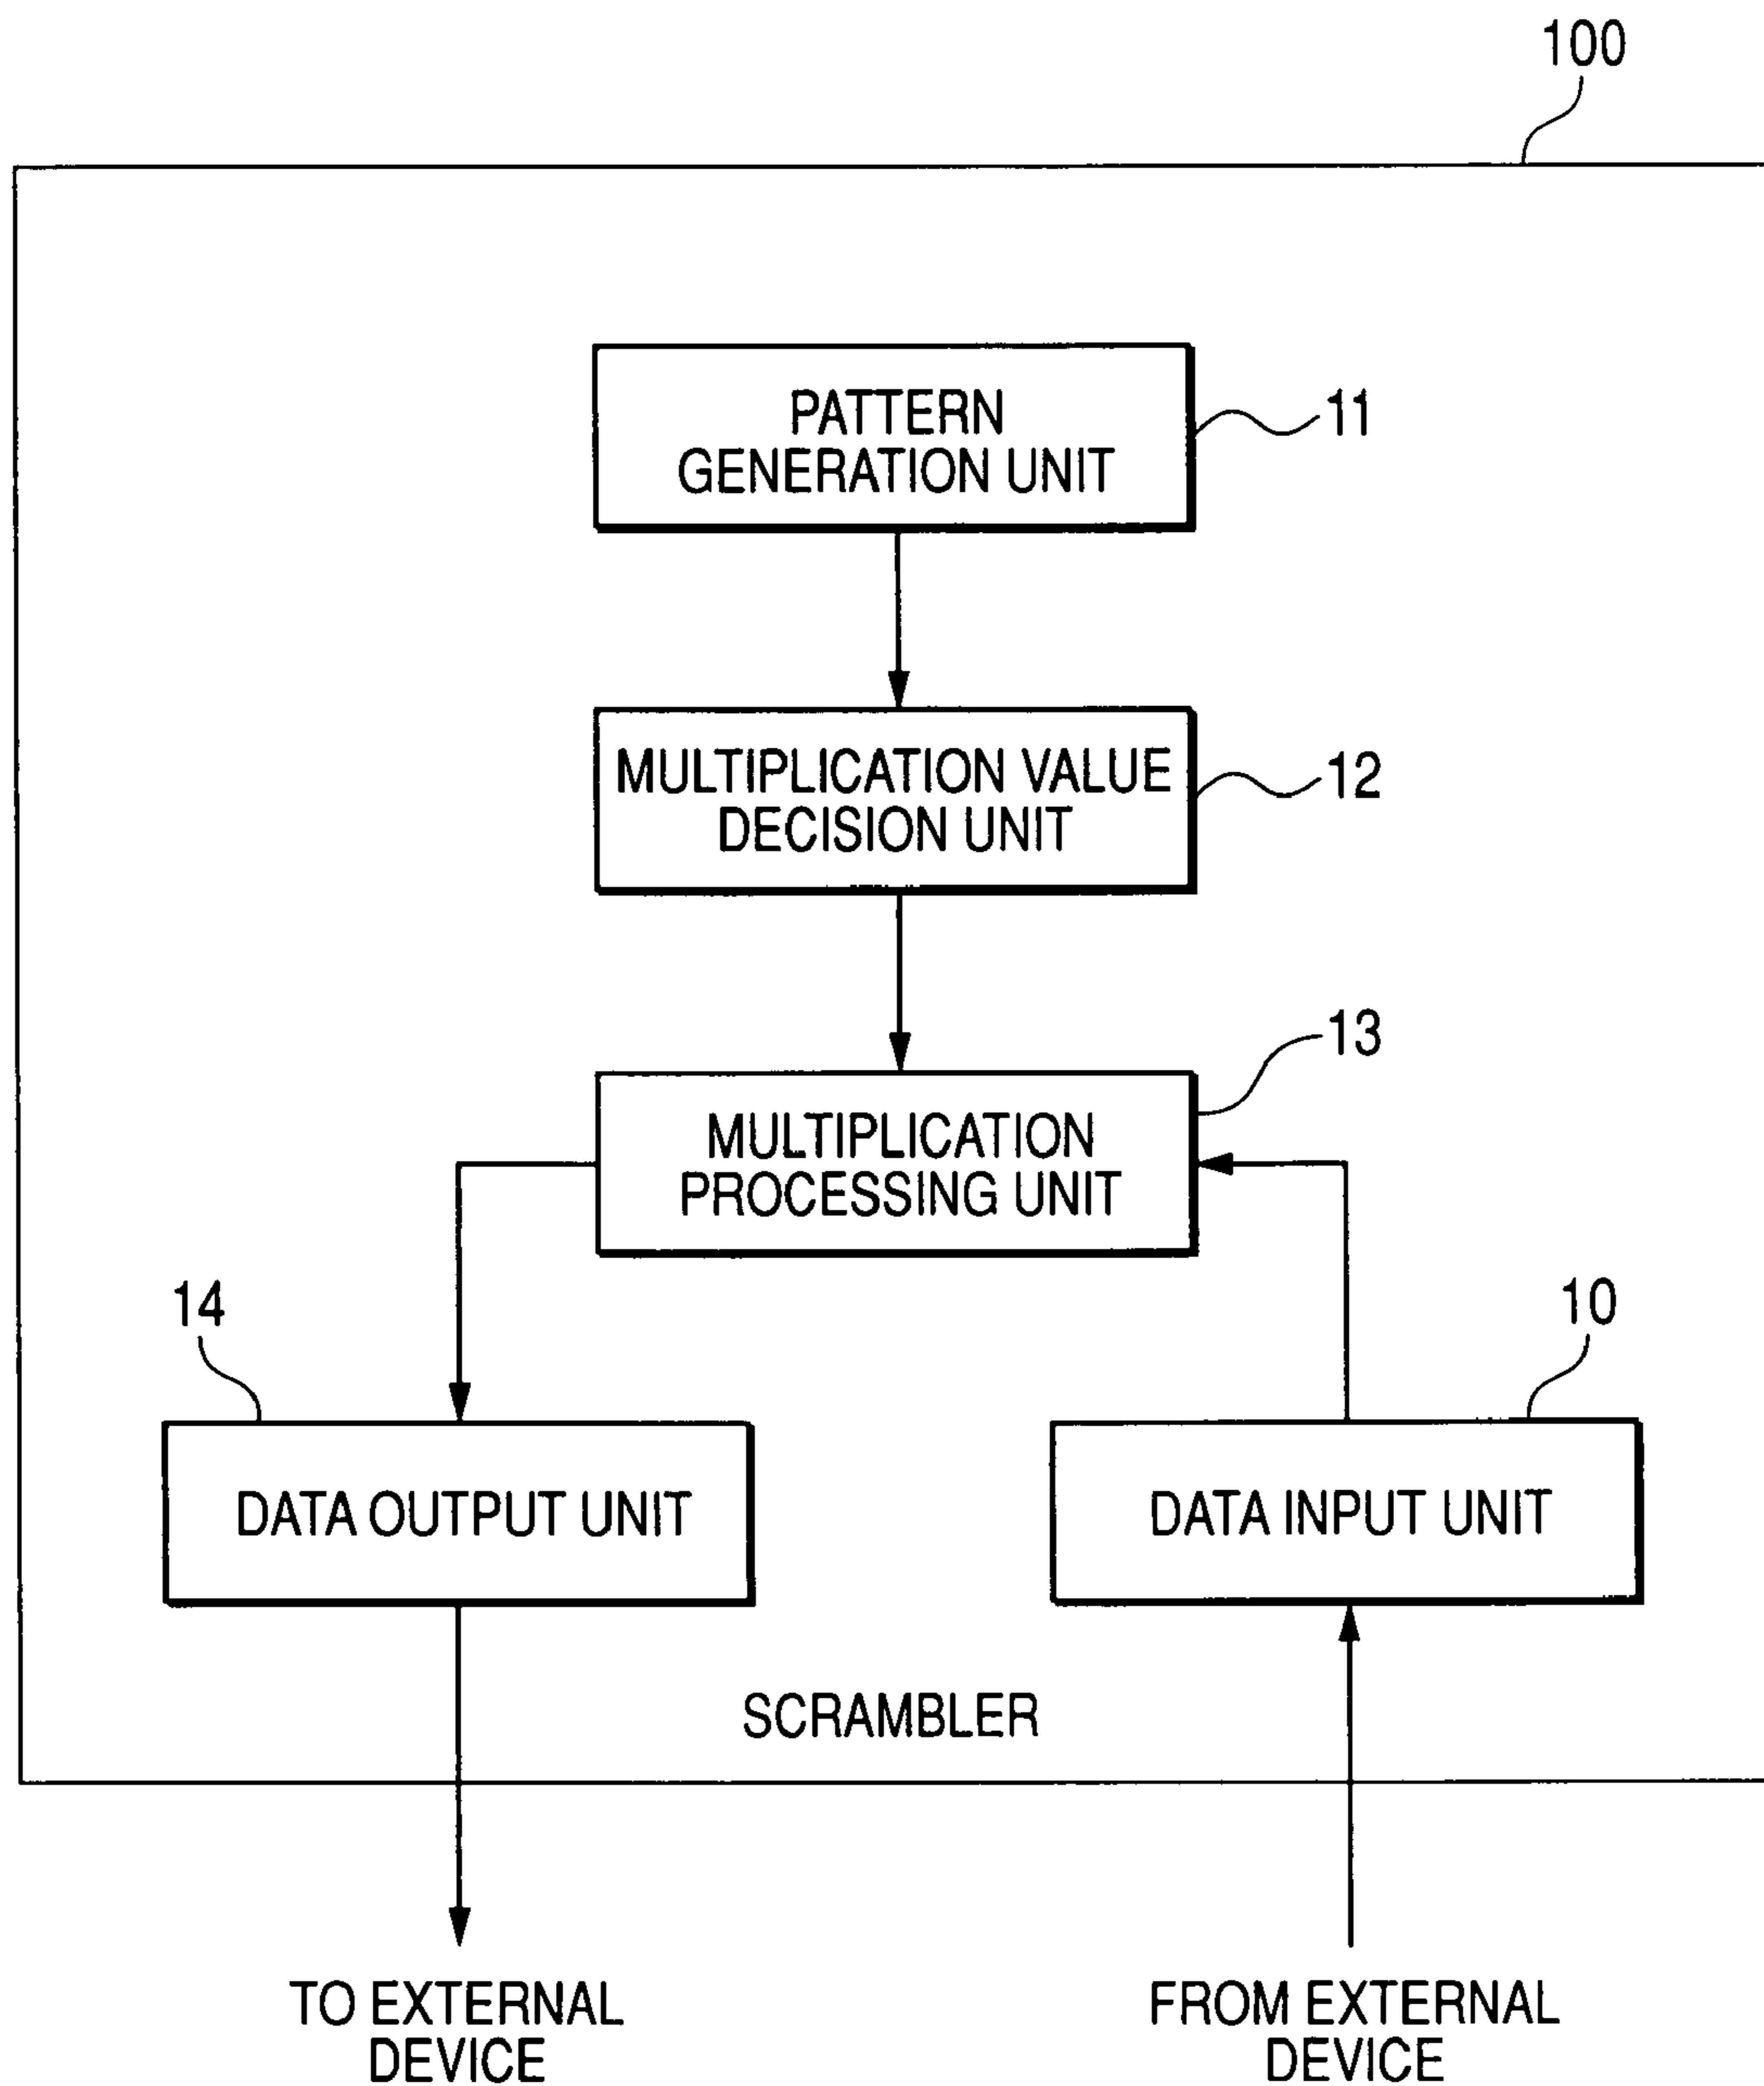 100
PATTERN
GENERATION UNIT
11
MULTIPLICATION VALUE
DECISION UNIT
12
13
MULTIPLICATION
PROCESSING UNIT
14
10
DATA OUTPUT UNIT
DATA INPUT UNIT
SCRAMBLER
TO EXTERNAL
DEVICE
FROM EXTERNAL
DEVICE